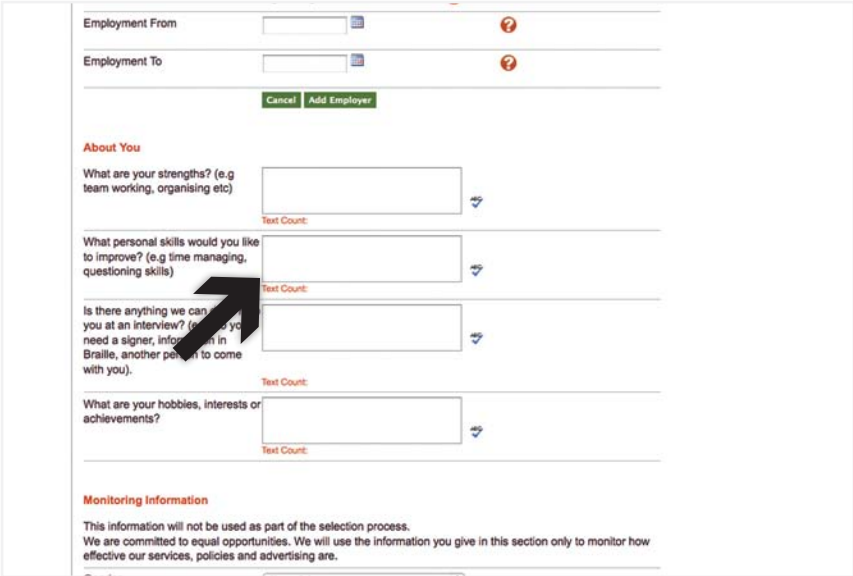 Employment From
Employment To
Cancel Add Employer
About You
What are your strengths? (e.g
team working, organising etc)
Text Count:
What personal skills would you like
to improve? (e.g time managing,
questioning skills)
Text Count:
Is there anything we can
you at an interview?
need a signer, in
Braille, another to come
with you).
Text Count:
What are your hobbies, interests or
achievements?
Text Count:
Monitoring Information
This information will not be used as part of the selection process.
We are committed to equal opportunities. We will use the information you give in this section only to monitor how
effective our services, policies and advertising are.